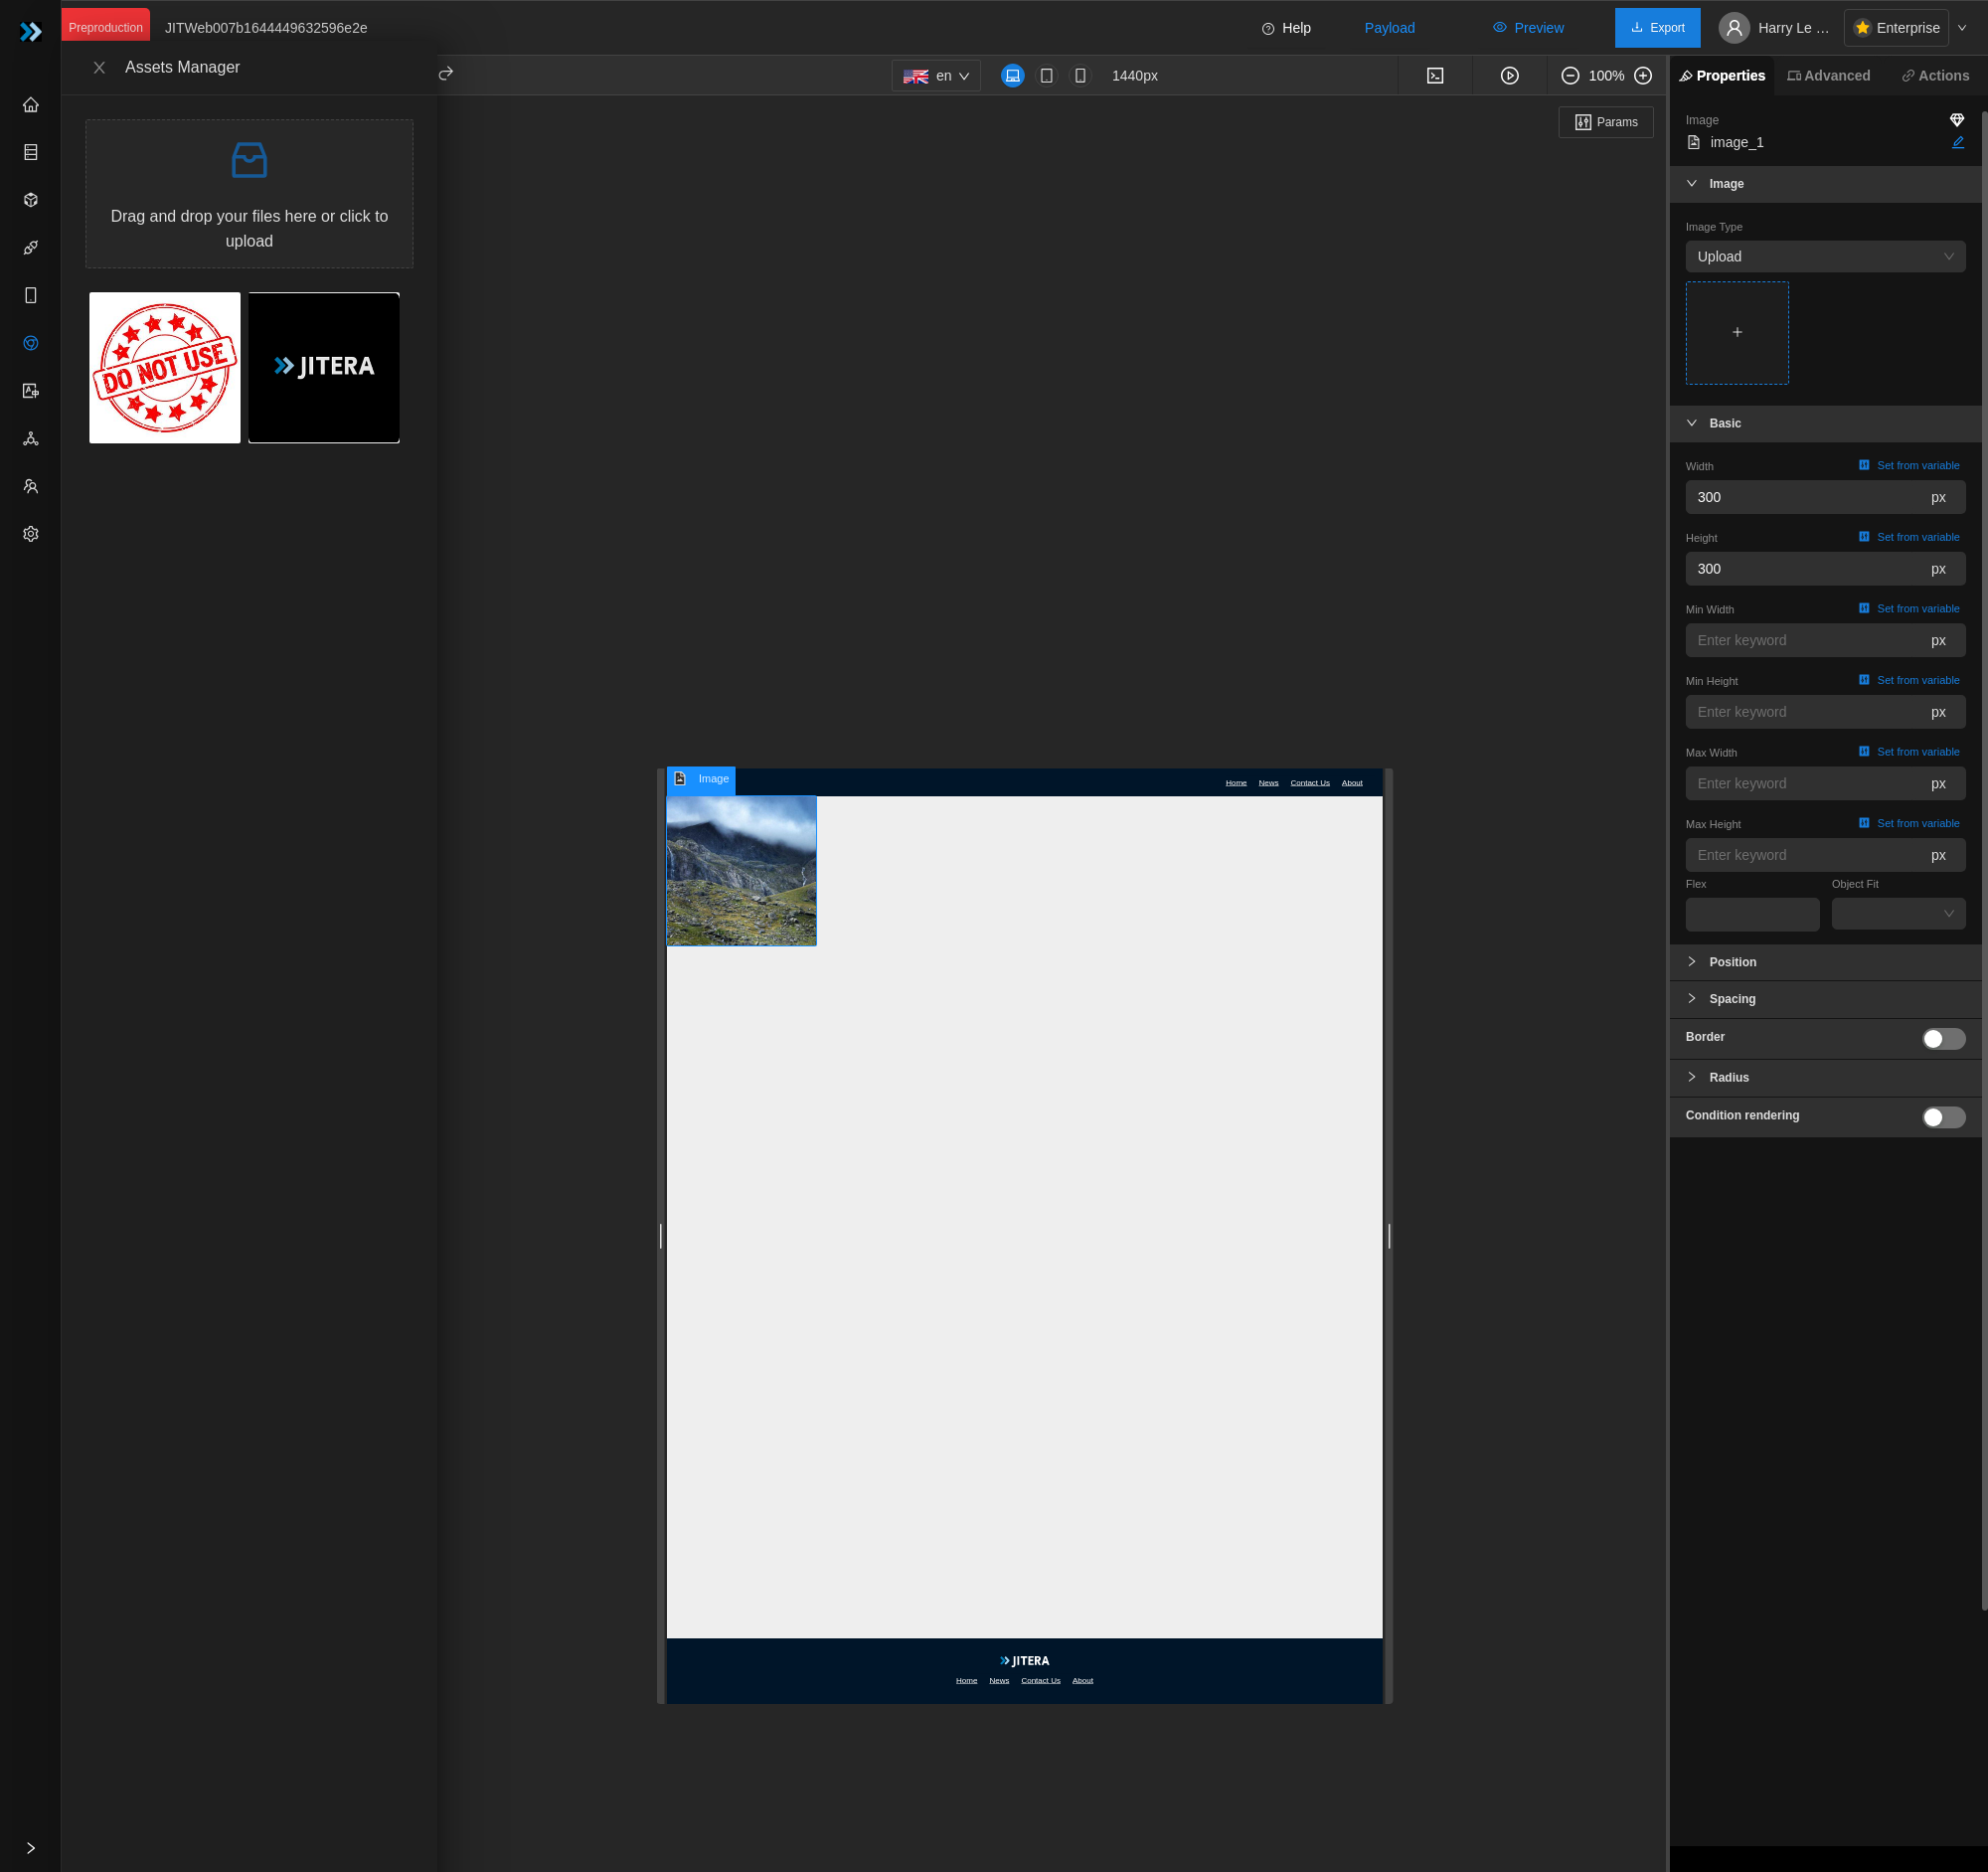 Preproduction
JITWeb007b1644449632596e2e
Help
Payload
Preview
Export
Harry Le ...
Enterprise
Assets Manager
en
1440px
100%
Properties
Advanced
Actions
Params
Drag and drop your files here or click to
upload
DO NOT USE
JITERA
Image
image_1
Image
Image Type
Upload
Basic
Width
Set from variable
300
px
Height
Set from variable
300
px
Min Width
Set from variable
Enter keyword
px
Min Height
Set from variable
Enter keyword
px
Max Width
Set from variable
Enter keyword
px
Max Height
Set from variable
Enter keyword
px
Flex
Object Fit
Position
Spacing
Border
Radius
Condition rendering
Image
Home
News
Contact Us
About
JITERA
Home
News
Contact Us
About